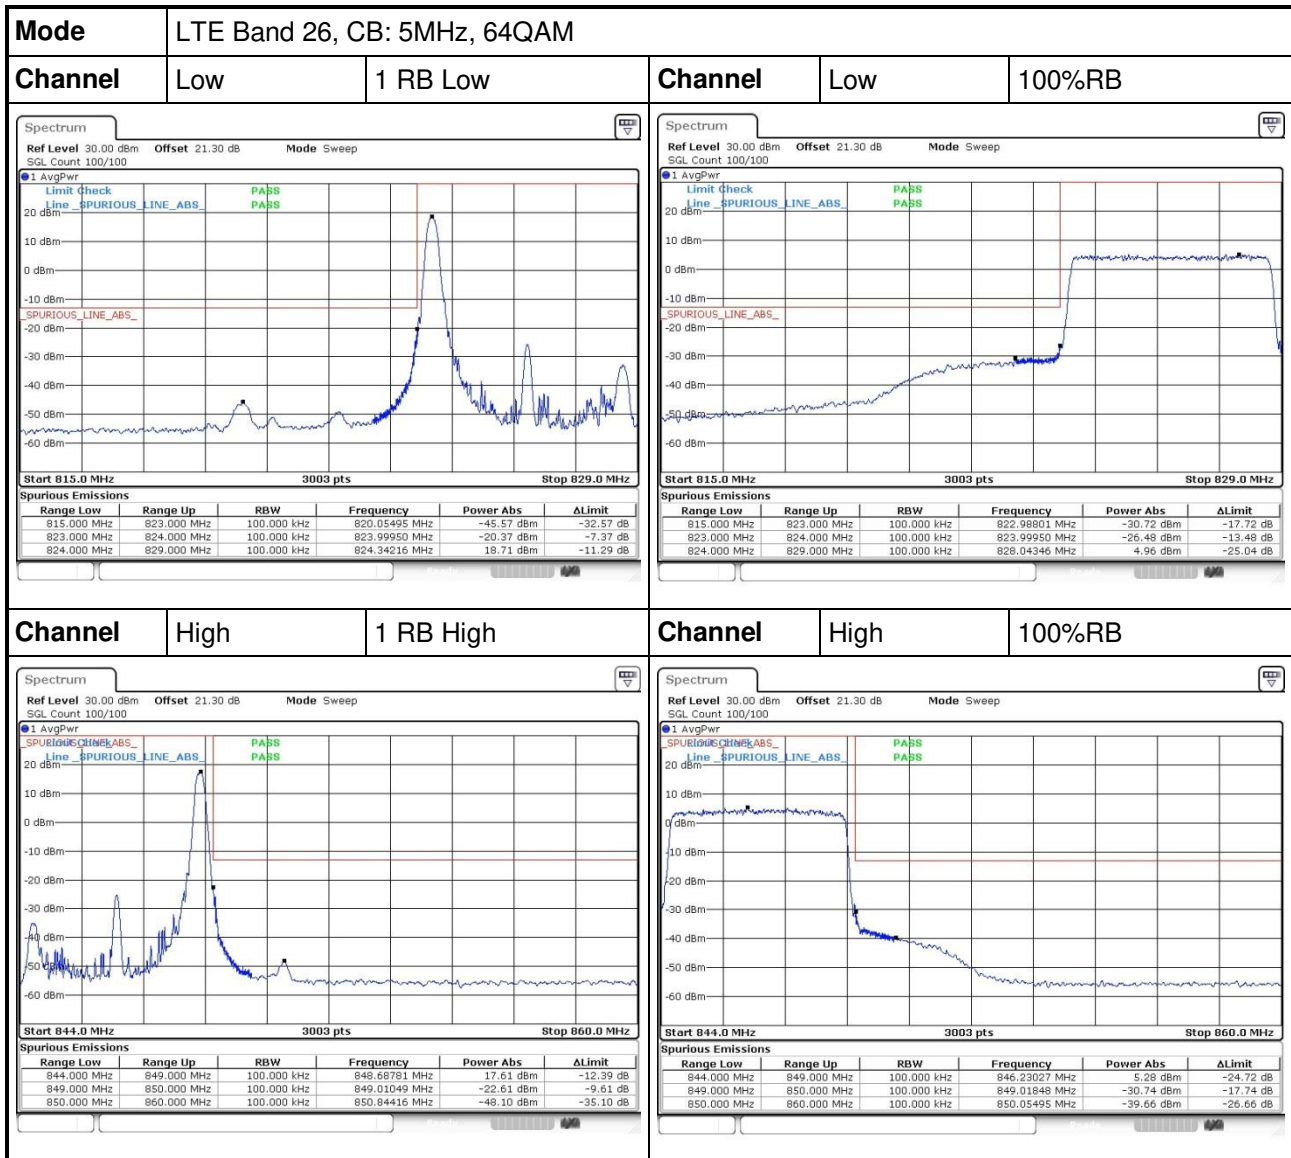 Mode LTE Band 26, CB: 5MHz, 64QAM
Channel Low 1 RB Low Channel Low 100%RB
Spectrum
Ref Level 30.00 dBm Offset 21.30 dB Mode Sweep
SGL Count 100/100
1 AvgPwr
Limit Check PASS
Line _SPURIOUS_LINE_ABS_ PASS
20 dBm
10 dBm
0 dBm
-10 dBm
_SPURIOUS_LINE_ABS_
-20 dBm
-30 dBm
-40 dBm
-50 dBm
-60 dBm
Start 815.0 MHz 3003 pts Stop 829.0 MHz
Spurious Emissions
Range Low Range Up RBW Frequency Power Abs ΔLimit
815.000 MHz 823.000 MHz 100.000 kHz 820.05495 MHz -45.57 dBm -32.57 dB
823.000 MHz 824.000 MHz 100.000 kHz 823.99950 MHz -20.37 dBm -7.37 dB
824.000 MHz 829.000 MHz 100.000 kHz 824.34216 MHz 18.71 dBm -11.29 dB
Spectrum
Ref Level 30.00 dBm Offset 21.30 dB Mode Sweep
SGL Count 100/100
1 AvgPwr
Limit Check PASS
Line _SPURIOUS_LINE_ABS_ PASS
20 dBm
10 dBm
0 dBm
-10 dBm
_SPURIOUS_LINE_ABS_
-20 dBm
-30 dBm
-40 dBm
-50 dBm
-60 dBm
Start 815.0 MHz 3003 pts Stop 829.0 MHz
Spurious Emissions
Range Low Range Up RBW Frequency Power Abs ΔLimit
815.000 MHz 823.000 MHz 100.000 kHz 822.98801 MHz -30.72 dBm -17.72 dB
823.000 MHz 824.000 MHz 100.000 kHz 823.99950 MHz -26.48 dBm -13.48 dB
824.000 MHz 829.000 MHz 100.000 kHz 828.04346 MHz 4.96 dBm -25.04 dB
Channel High 1 RB High Channel High 100%RB
Spectrum
Ref Level 30.00 dBm Offset 21.30 dB Mode Sweep
SGL Count 100/100
1 AvgPwr
Limit Check PASS
Line _SPURIOUS_LINE_ABS_ PASS
20 dBm
10 dBm
0 dBm
-10 dBm
-20 dBm
-30 dBm
-40 dBm
-50 dBm
-60 dBm
Start 844.0 MHz 3003 pts Stop 860.0 MHz
Spurious Emissions
Range Low Range Up RBW Frequency Power Abs ΔLimit
844.000 MHz 849.000 MHz 100.000 kHz 848.68781 MHz 17.61 dBm -12.39 dB
849.000 MHz 850.000 MHz 100.000 kHz 849.01049 MHz -22.61 dBm -9.61 dB
850.000 MHz 860.000 MHz 100.000 kHz 850.84416 MHz -48.10 dBm -35.10 dB
Spectrum
Ref Level 30.00 dBm Offset 21.30 dB Mode Sweep
SGL Count 100/100
1 AvgPwr
Limit Check PASS
Line _SPURIOUS_LINE_ABS_ PASS
20 dBm
10 dBm
0 dBm
-10 dBm
-20 dBm
-30 dBm
-40 dBm
-50 dBm
-60 dBm
Start 844.0 MHz 3003 pts Stop 860.0 MHz
Spurious Emissions
Range Low Range Up RBW Frequency Power Abs ΔLimit
844.000 MHz 849.000 MHz 100.000 kHz 846.23027 MHz 5.28 dBm -24.72 dB
849.000 MHz 850.000 MHz 100.000 kHz 849.01848 MHz -30.74 dBm -17.74 dB
850.000 MHz 860.000 MHz 100.000 kHz 850.05495 MHz -39.66 dBm -26.66 dB